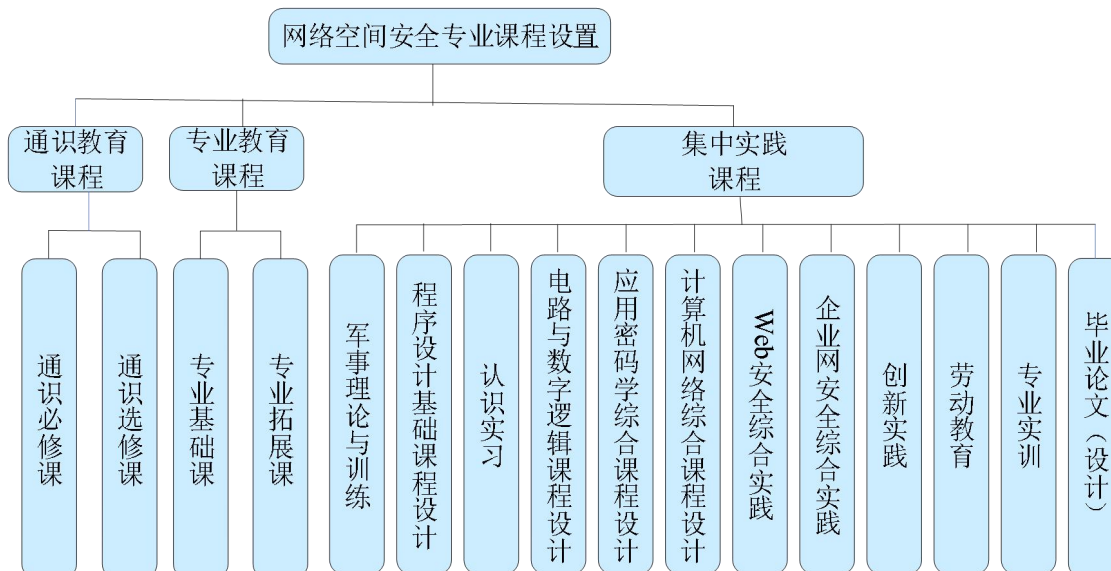 网络空间安全专业课程设置
通识教育
课程
专业教育
课程
集中实践
课程
通识必修课
通识选修课
专业基础课
专业拓展课
军事理论与训练
程序设计基础课程设计
认识实习
电路与数字逻辑课程设计
应用密码学综合课程设计
计算机网络综合课程设计
Web安全综合实践
企业网安全综合实践
创新实践
劳动教育
专业实训
毕业论文（设计）